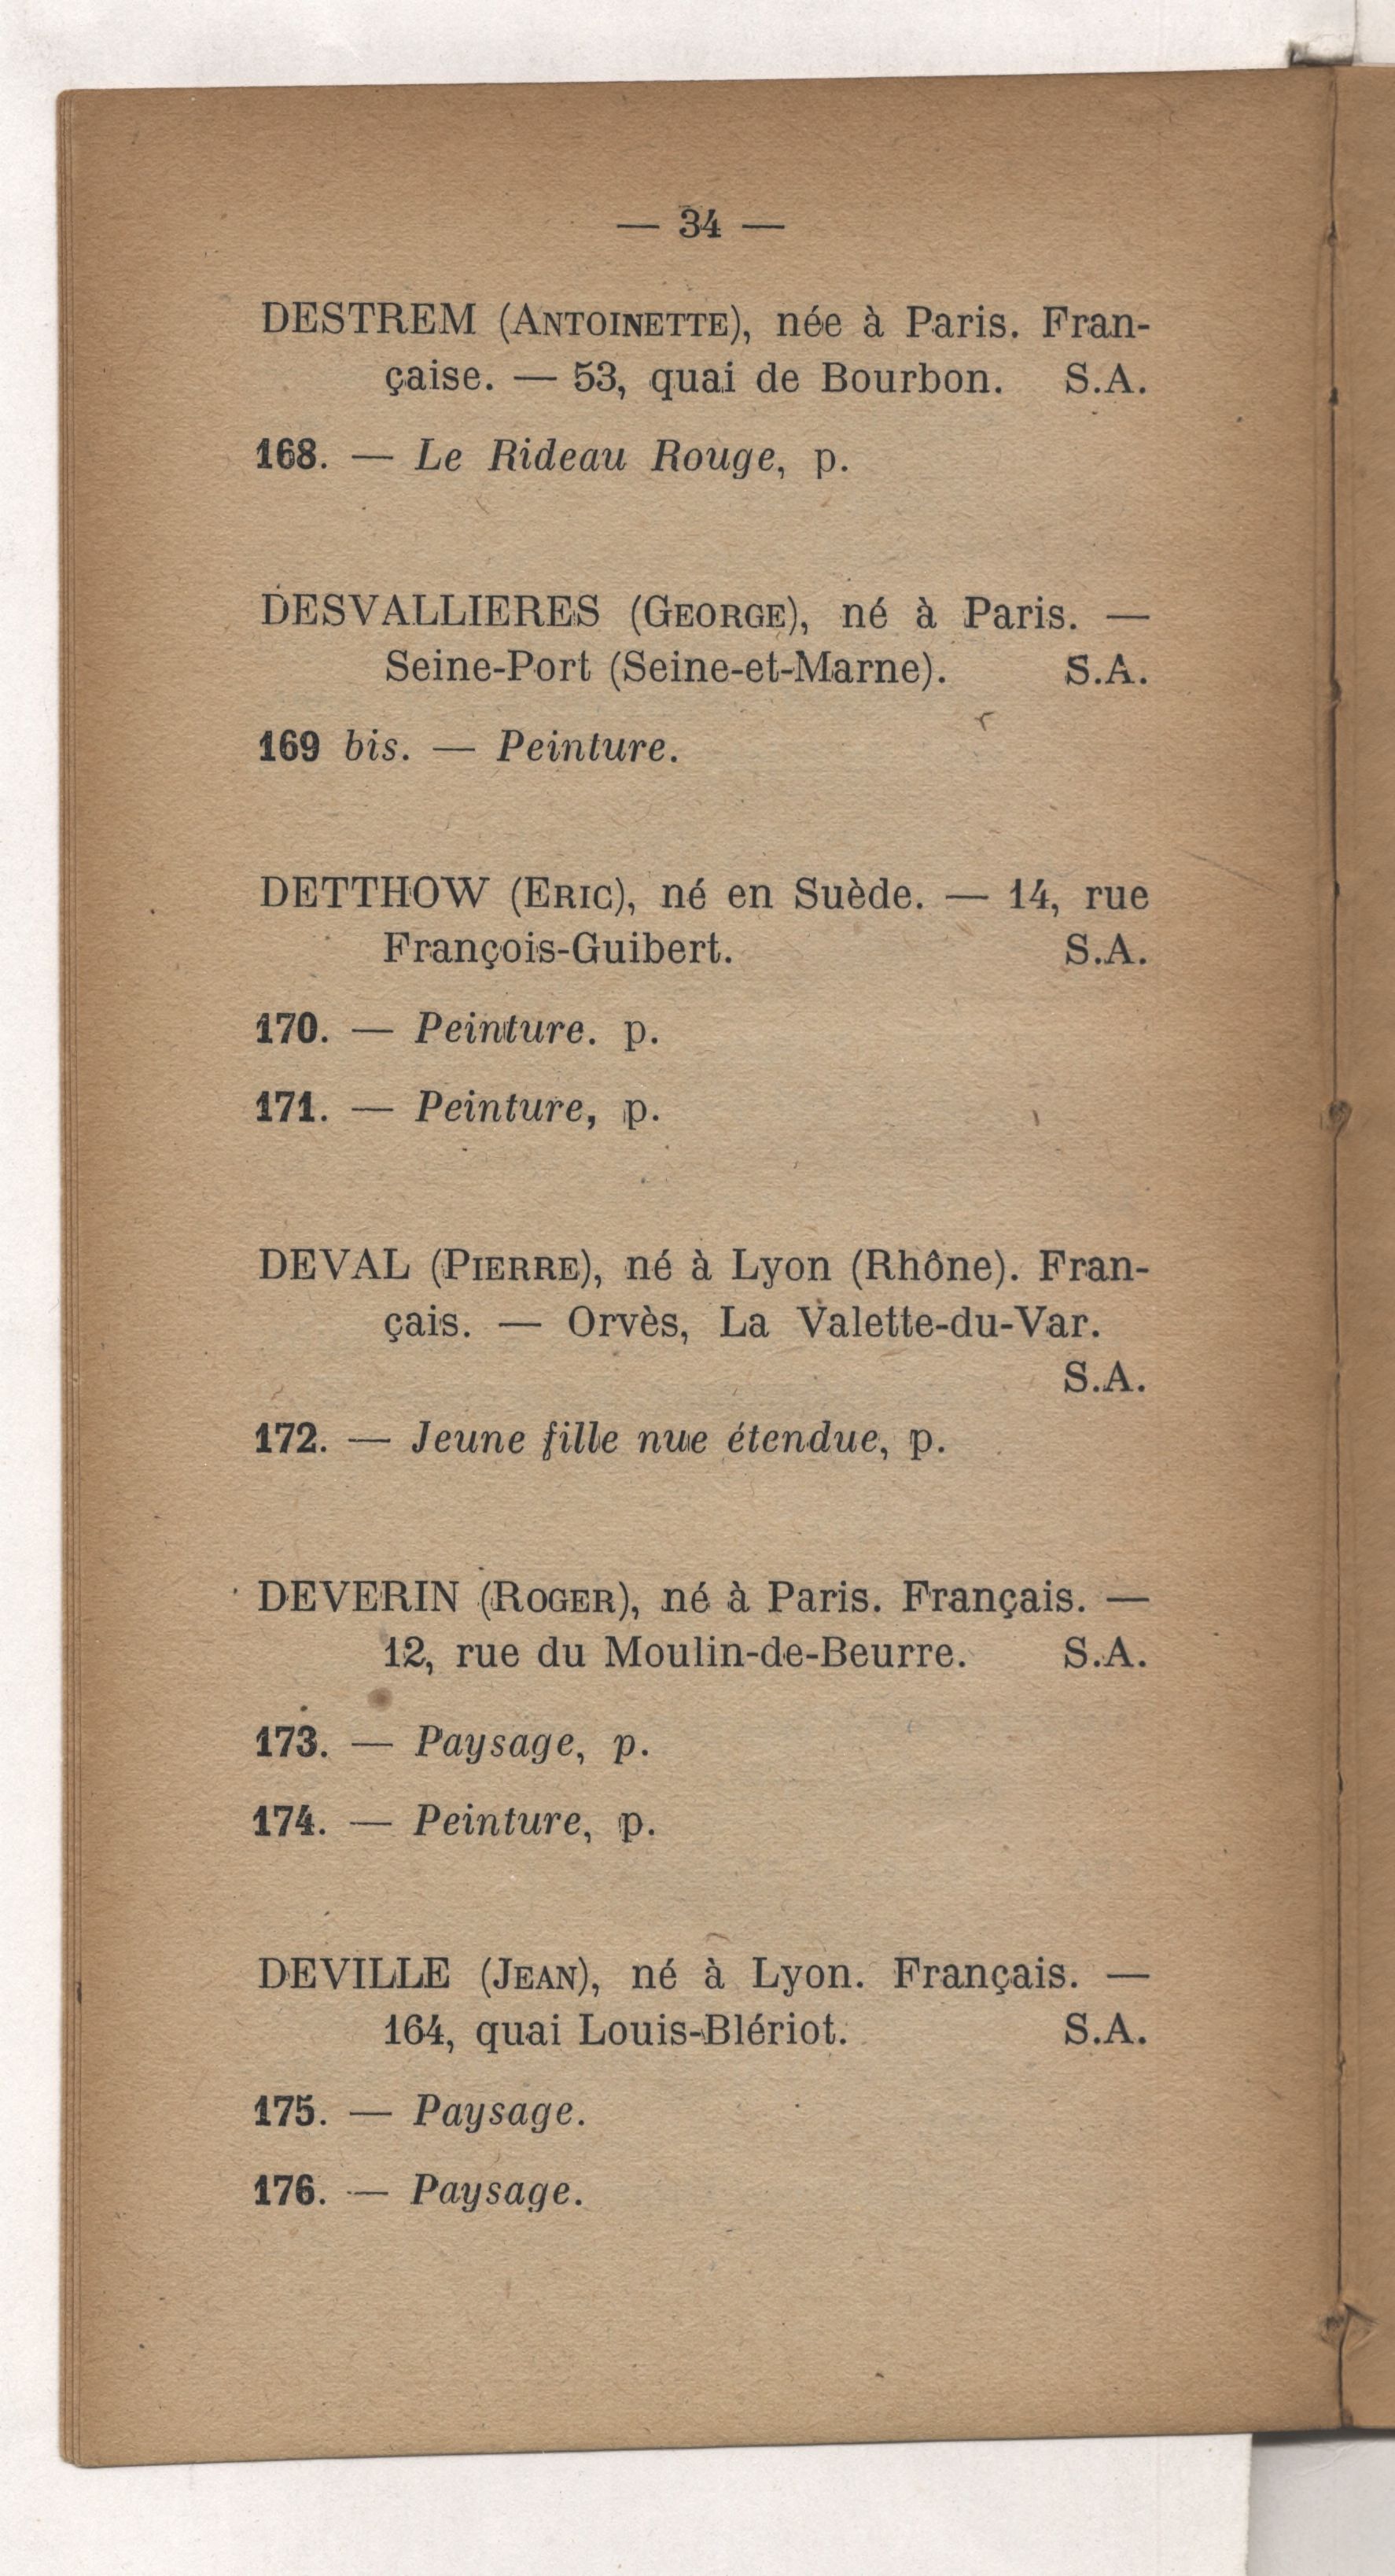 — 34 —
DESTREM (ANTOINETTE), née à Paris. Fran-
çaise. — 53, quai de Bourbon. S.A.
168. — Le Rideau Rouge, p.
DESVALLIERES (GEORGE), né à Paris. —
Seine-Port (Seine-et-Marne). S.A.
169 bis. — Peinture.
DETTHOW (ERIC), né en Suède. — 14, rue
François-Guibert. S.A.
170. — Peinture. p.
171. — Peinture, p.
DEVAL (PIERRE), né à Lyon (Rhône). Fran-
çais. — Orvès, La Valette-du-Var.
S.A.
172. — Jeune fille nue étendue, p.
DEVERIN (ROGER), né à Paris. Français. —
12, rue du Moulin-de-Beurre. S.A.
173. — Paysage, p.
174. — Peinture, p.
DEVILLE (JEAN), né à Lyon. Français. —
164, quai Louis-Blériot. S.A.
175. — Paysage.
176. — Paysage.